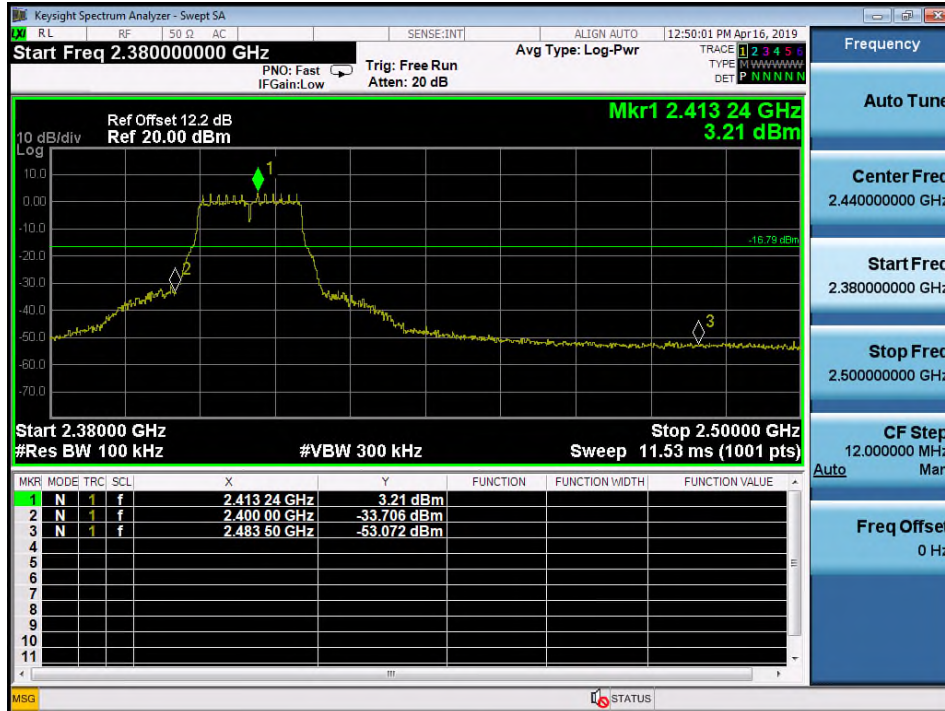 Keysight Spectrum Analyzer - Swept SA
LXI RL RF 50 Ω AC SENSE:INT ALIGN AUTO 12:50:01 PM Apr 16, 2019
Start Freq 2.380000000 GHz
PNO: Fast
IFGain:Low
Trig: Free Run
Atten: 20 dB
Avg Type: Log-Pwr
TRACE 1 2 3 4 5 6
TYPE M W W W W W
DET P N N N N N
Mkr1 2.413 24 GHz
3.21 dBm
Ref Offset 12.2 dB
10 dB/div Ref 20.00 dBm
Log
10.0
0.00
-10.0
-20.0
-30.0
-40.0
-50.0
-60.0
-70.0
1
2
3
-16.79 dBm
Start 2.38000 GHz Stop 2.50000 GHz
#Res BW 100 kHz #VBW 300 kHz Sweep 11.53 ms (1001 pts)
MKR MODE TRC SCL X Y FUNCTION FUNCTION WIDTH FUNCTION VALUE
1 N 1 f 2.413 24 GHz 3.21 dBm
2 N 1 f 2.400 00 GHz -33.706 dBm
3 N 1 f 2.483 50 GHz -53.072 dBm
4
5
6
7
8
9
10
11
MSG STATUS
Frequency
Auto Tune
Center Freq
2.440000000 GHz
Start Freq
2.380000000 GHz
Stop Freq
2.500000000 GHz
CF Step
12.000000 MHz
Auto Man
Freq Offset
0 Hz